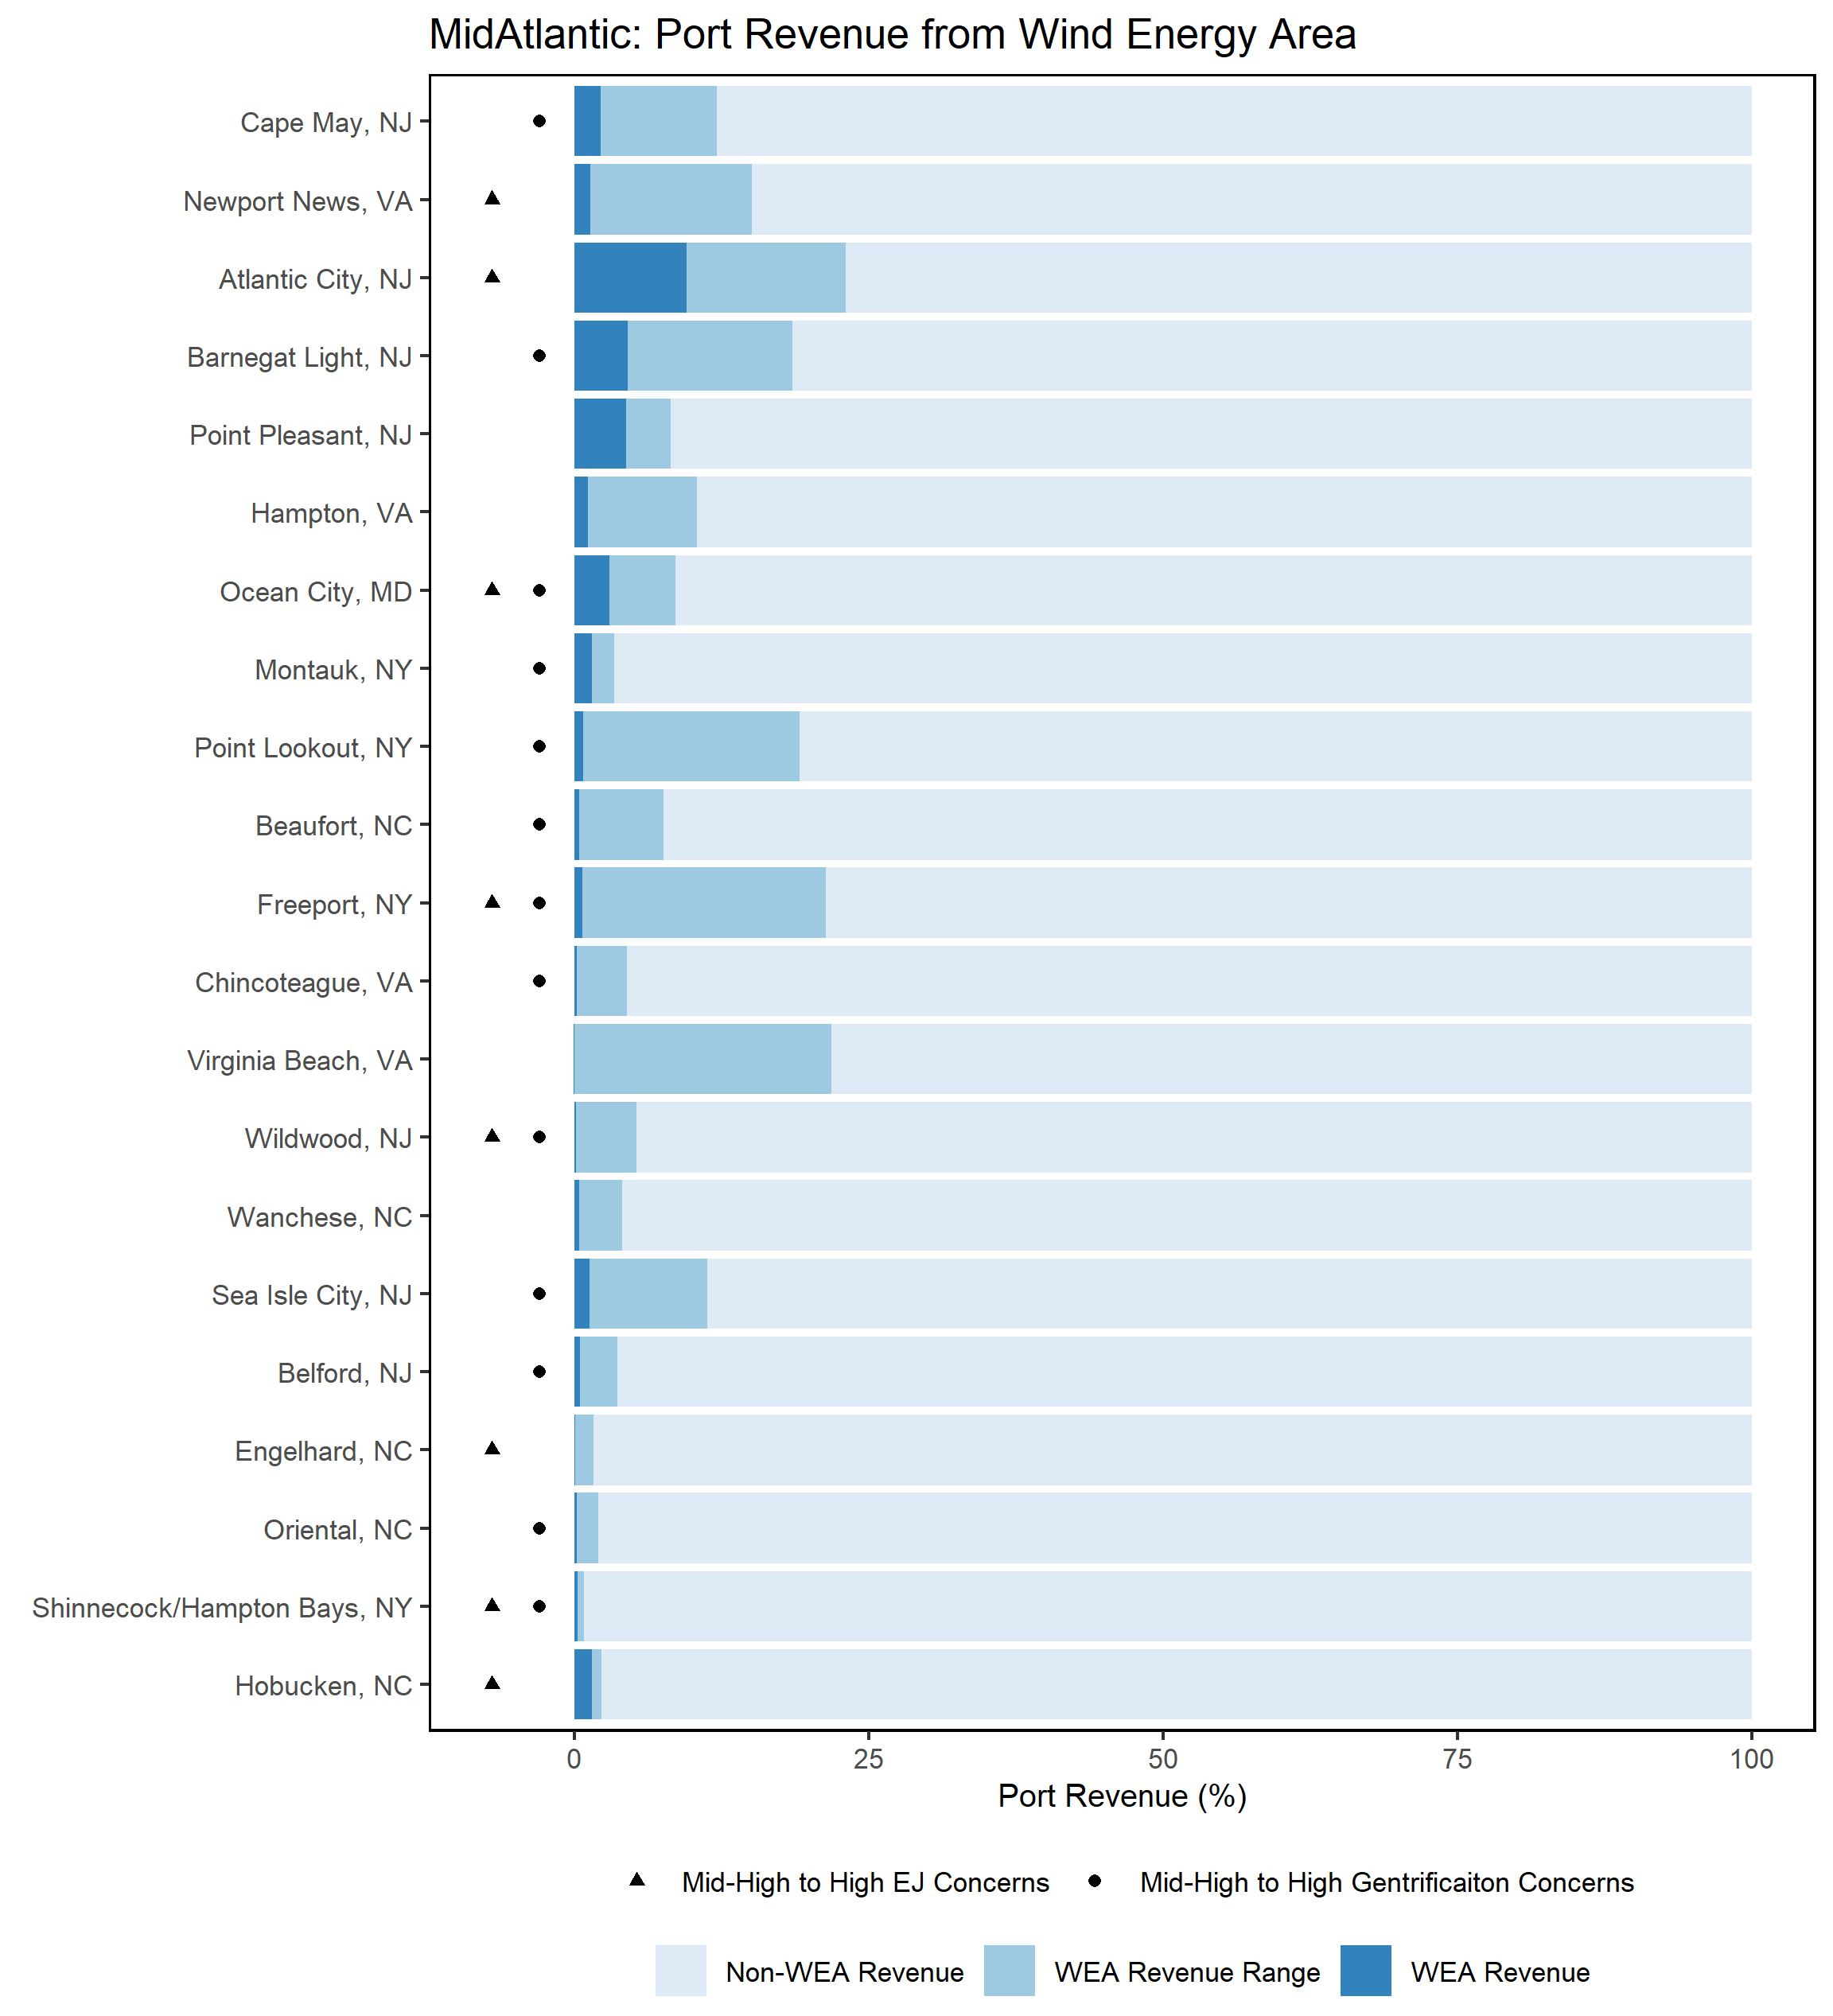 MidAtlantic: Port Revenue from Wind Energy Area
Cape May, NJ
Newport News, VA
Atlantic City, NJ
Barnegat Light, NJ
Point Pleasant, NJ
Hampton, VA
Ocean City, MD
Montauk, NY
Point Lookout, NY
Beaufort, NC
Freeport, NY
Chincoteague, VA
Virginia Beach, VA
Wildwood, NJ
Wanchese, NC
Sea Isle City, NJ
Belford, NJ
Engelhard, NC
Oriental, NC
Shinnecock/Hampton Bays, NY
Hobucken, NC
0 25 50 75 100
Port Revenue (%)
Mid-High to High EJ Concerns Mid-High to High Gentrificaiton Concerns
Non-WEA Revenue WEA Revenue Range WEA Revenue